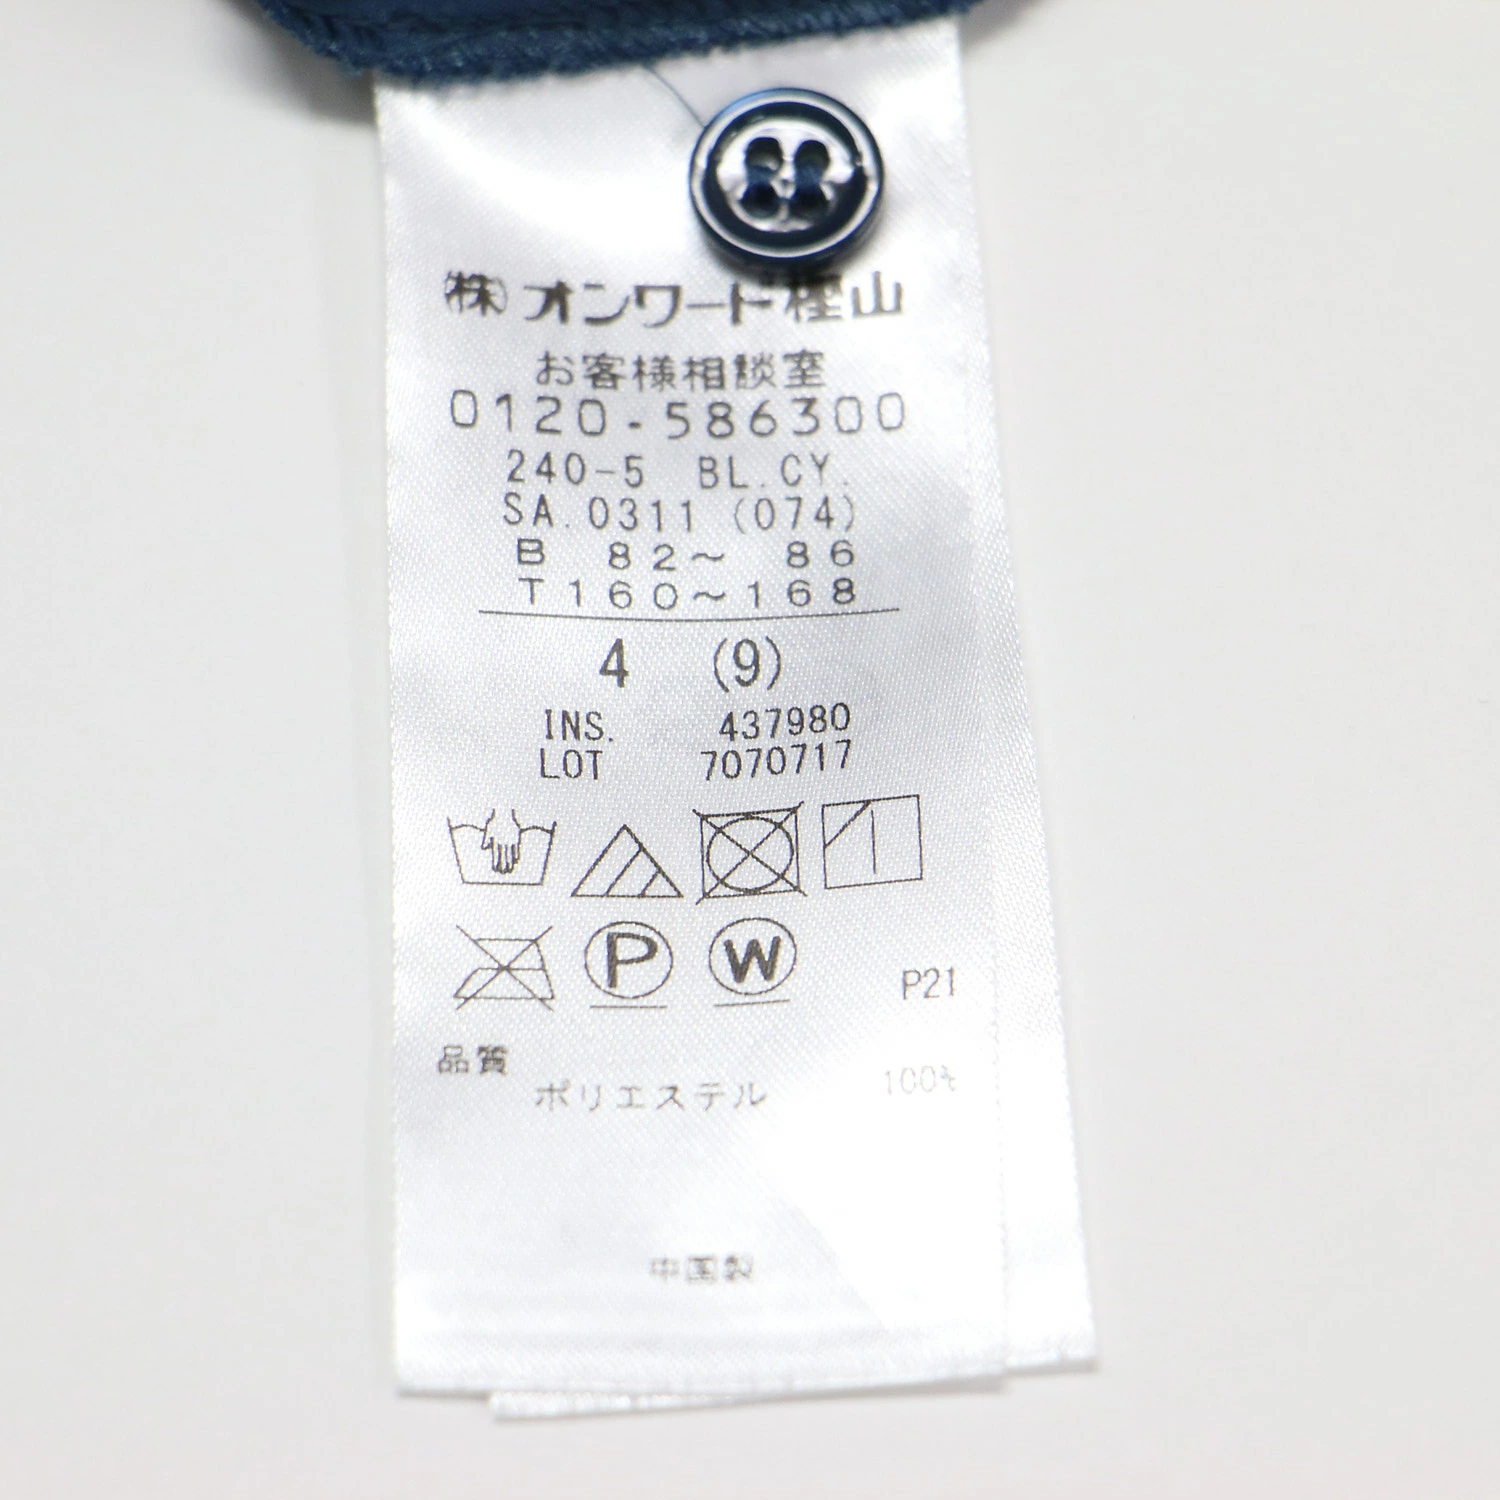 ㈱オンワード樫山
お客様相談室
0120-586300
240-5 BL.CY.
SA.0311 (074)
B 82～ 86
T160～168
4 (9)
INS. 437980
LOT 7070717
P W P21
品質
ポリエステル 100%
中国製